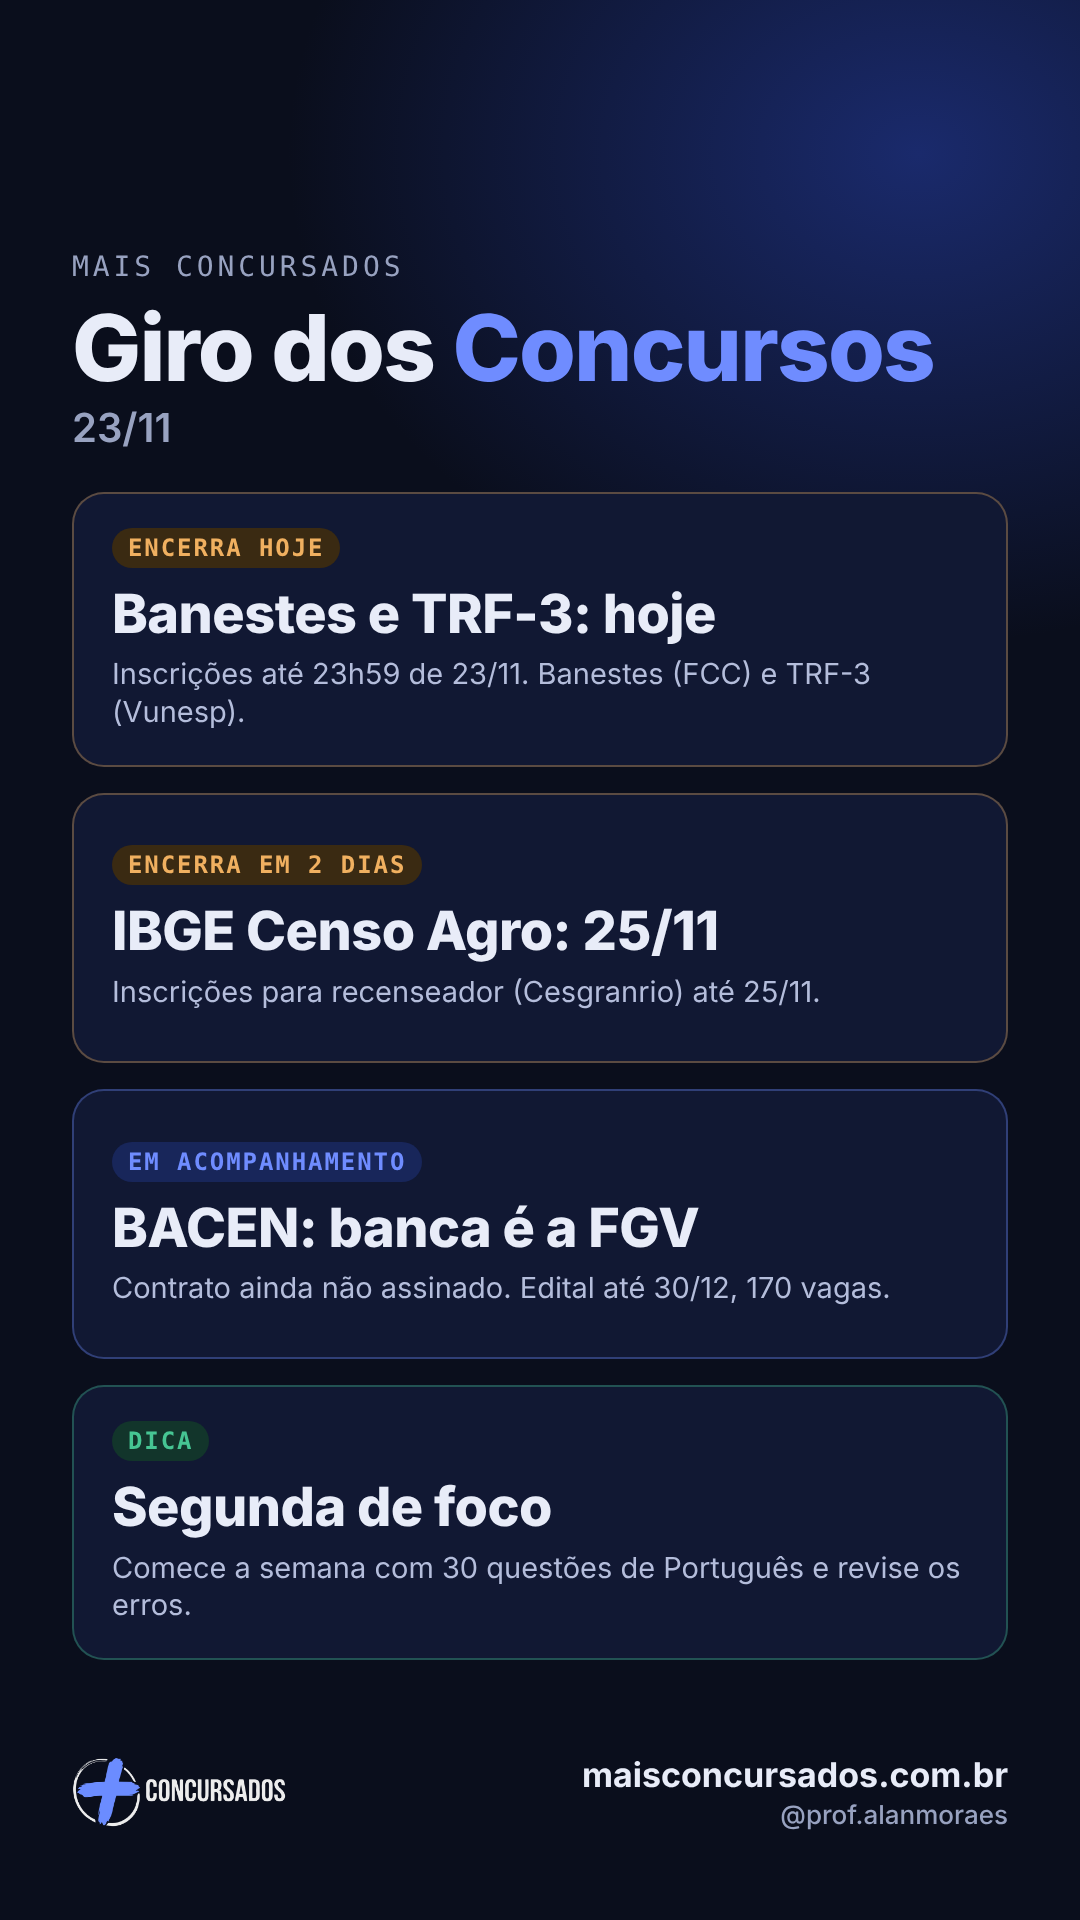 MAIS CONCURSADOS
Giro dos Concursos
23/11
ENCERRA HOJE
Banestes e TRF-3: hoje
Inscrições até 23h59 de 23/11. Banestes (FCC) e TRF-3
(Vunesp).
ENCERRA EM 2 DIAS
IBGE Censo Agro: 25/11
Inscrições para recenseador (Cesgranrio) até 25/11.
EM ACOMPANHAMENTO
BACEN: banca é a FGV
Contrato ainda não assinado. Edital até 30/12, 170 vagas.
DICA
Segunda de foco
Comece a semana com 30 questões de Português e revise os
erros.
CONCURSADOS
maisconcursados.com.br
@prof.alanmoraes